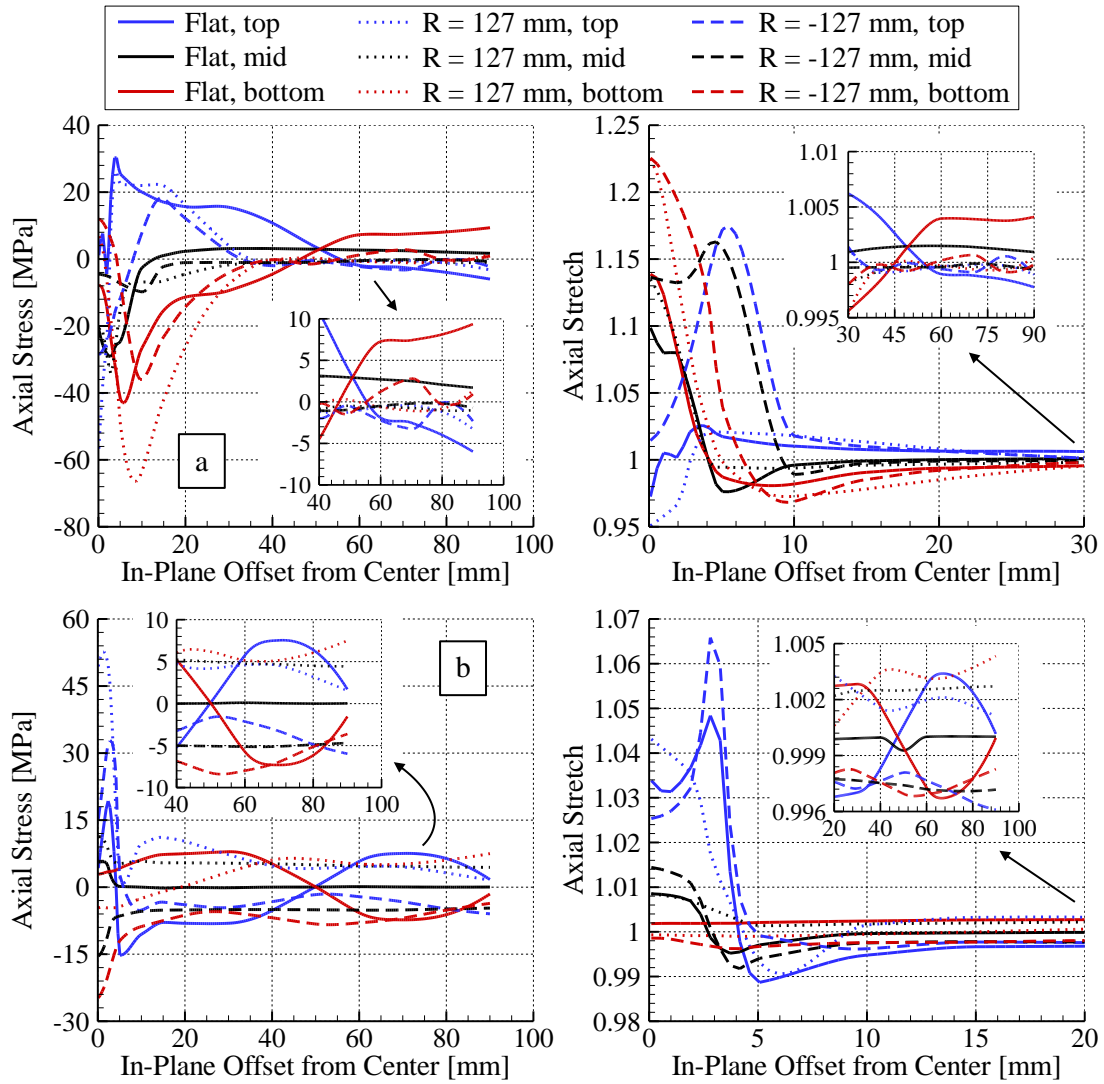 Flat, top R = 127 mm, top R = -127 mm, top
Flat, mid R = 127 mm, mid R = -127 mm, mid
Flat, bottom R = 127 mm, bottom R = -127 mm, bottom
Axial Stress [MPa]
40
20
0
-20
-40
-60
-80
0 20 40 60 80 100
In-Plane Offset from Center [mm]
a
10
5
0
-5
-10
40 60 80 100
Axial Stretch
1.25
1.2
1.15
1.1
1.05
1
0.95
0 10 20 30
In-Plane Offset from Center [mm]
1.01
1.005
1
0.995
30 45 60 75 90
Axial Stress [MPa]
60
45
30
15
0
-15
-30
0 20 40 60 80 100
In-Plane Offset from Center [mm]
b
10
5
0
-5
-10
40 60 80 100
Axial Stretch
1.07
1.06
1.05
1.04
1.03
1.02
1.01
1
0.99
0.98
0 5 10 15 20
In-Plane Offset from Center [mm]
1.005
1.002
0.999
0.996
20 40 60 80 100